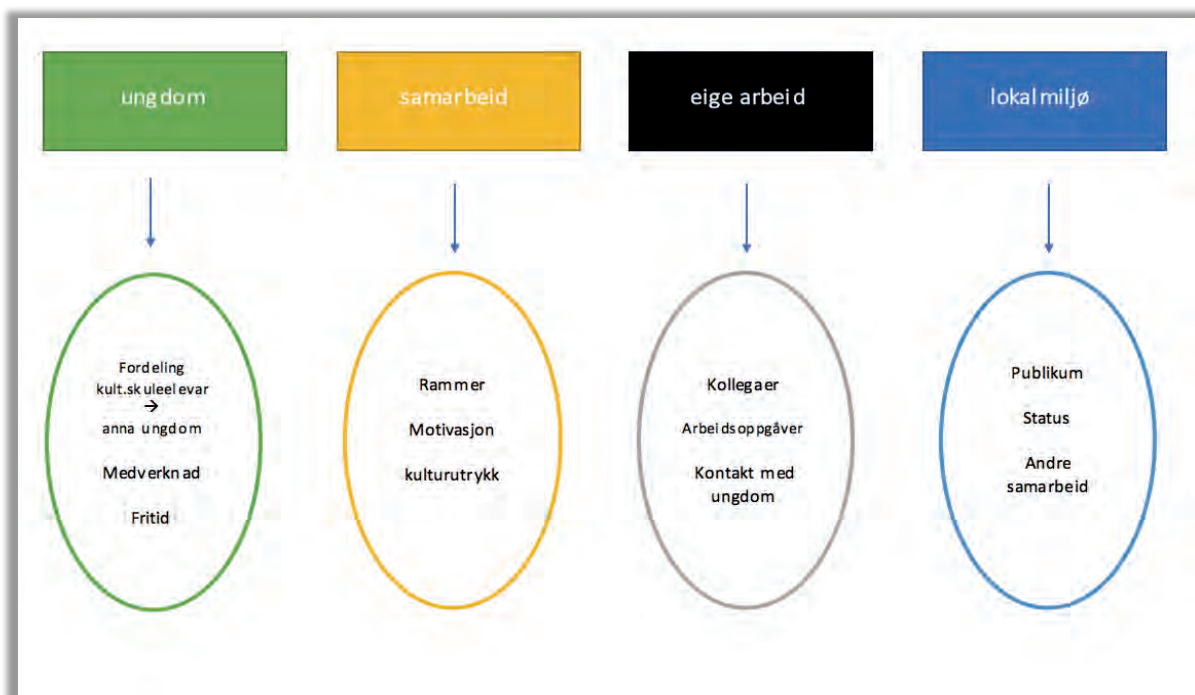 ungdom
samarbeid
eige arbeid
lokalmiljø
Fordeling
kult.skuleelevar
→
anna ungdom
Medverknad
Fritid
Rammer
Motivasjon
kulturutrykk
Kollegaer
Arbeidsoppgåver
Kontakt med
ungdom
Publikum
Status
Andre
samarbeid